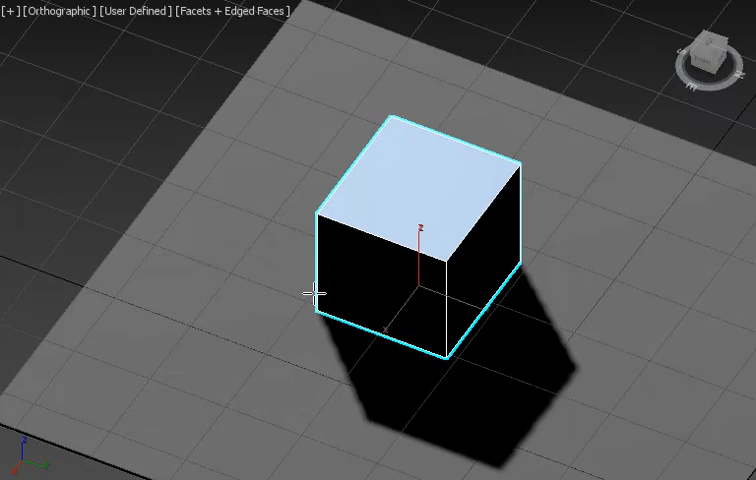 [+] [Orthographic] [User Defined] [Facets + Edged Faces]
z
x
z